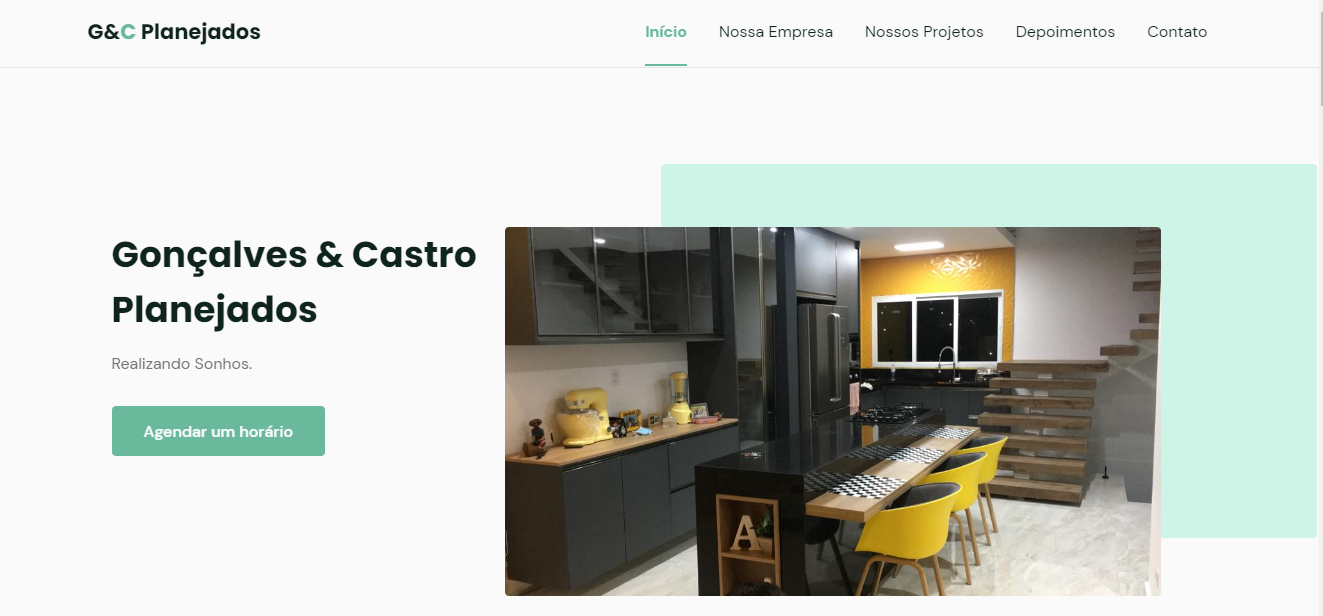 G&C Planejados
Início
Nossa Empresa
Nossos Projetos
Depoimentos
Contato
Gonçalves & Castro
Planejados
Realizando Sonhos.
Agendar um horário
A